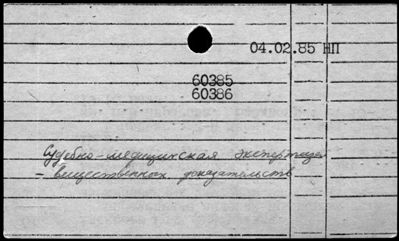 04.02.85 НП
60385
60386
Судебно-медицинская экспертиза
- вещественных доказательств